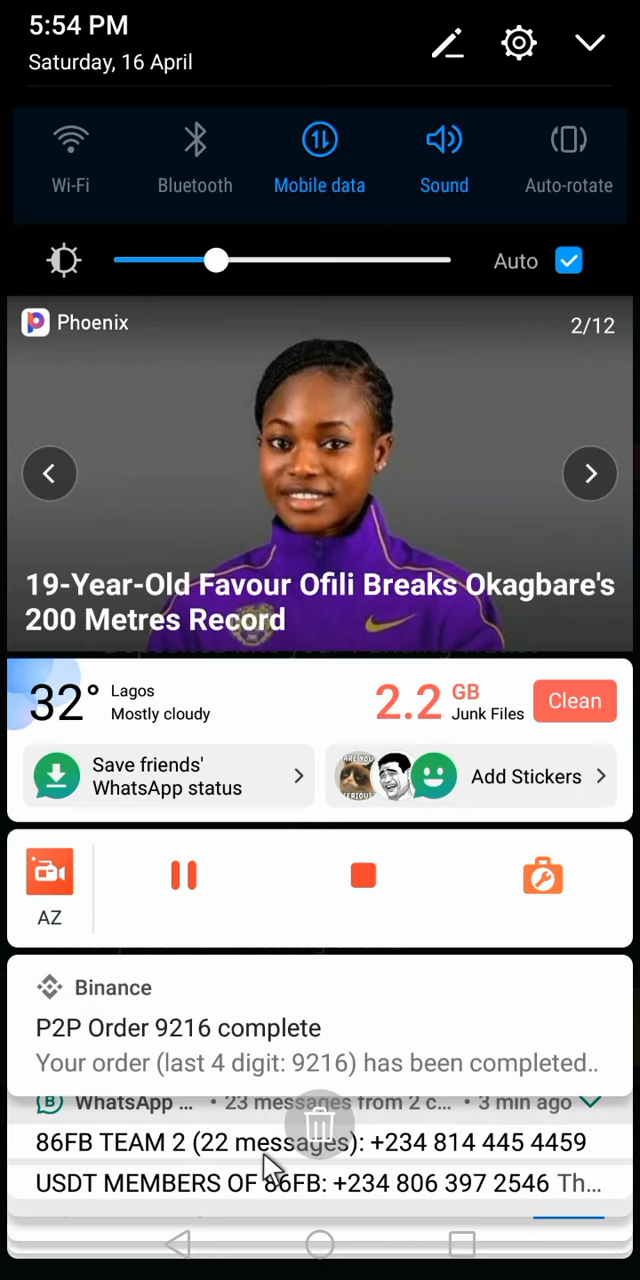 5:54 PM
Saturday, 16 April
Wi-Fi
Bluetooth
Mobile data
Sound
Auto-rotate
Auto
Phoenix
2/12
19-Year-Old Favour Ofili Breaks Okagbare's
200 Metres Record
32°
Lagos
Mostly cloudy
2.2 GB
Junk Files
Clean
Save friends'
WhatsApp status
ARE YOU
SERIOUS
Add Stickers
AZ
Binance
P2P Order 9216 complete
Your order (last 4 digit: 9216) has been completed..
WhatsApp ... • 23 messages from 2 c... • 3 min ago
86FB TEAM 2 (22 messages): +234 814 445 4459
USDT MEMBERS OF 86FB: +234 806 397 2546 Th...